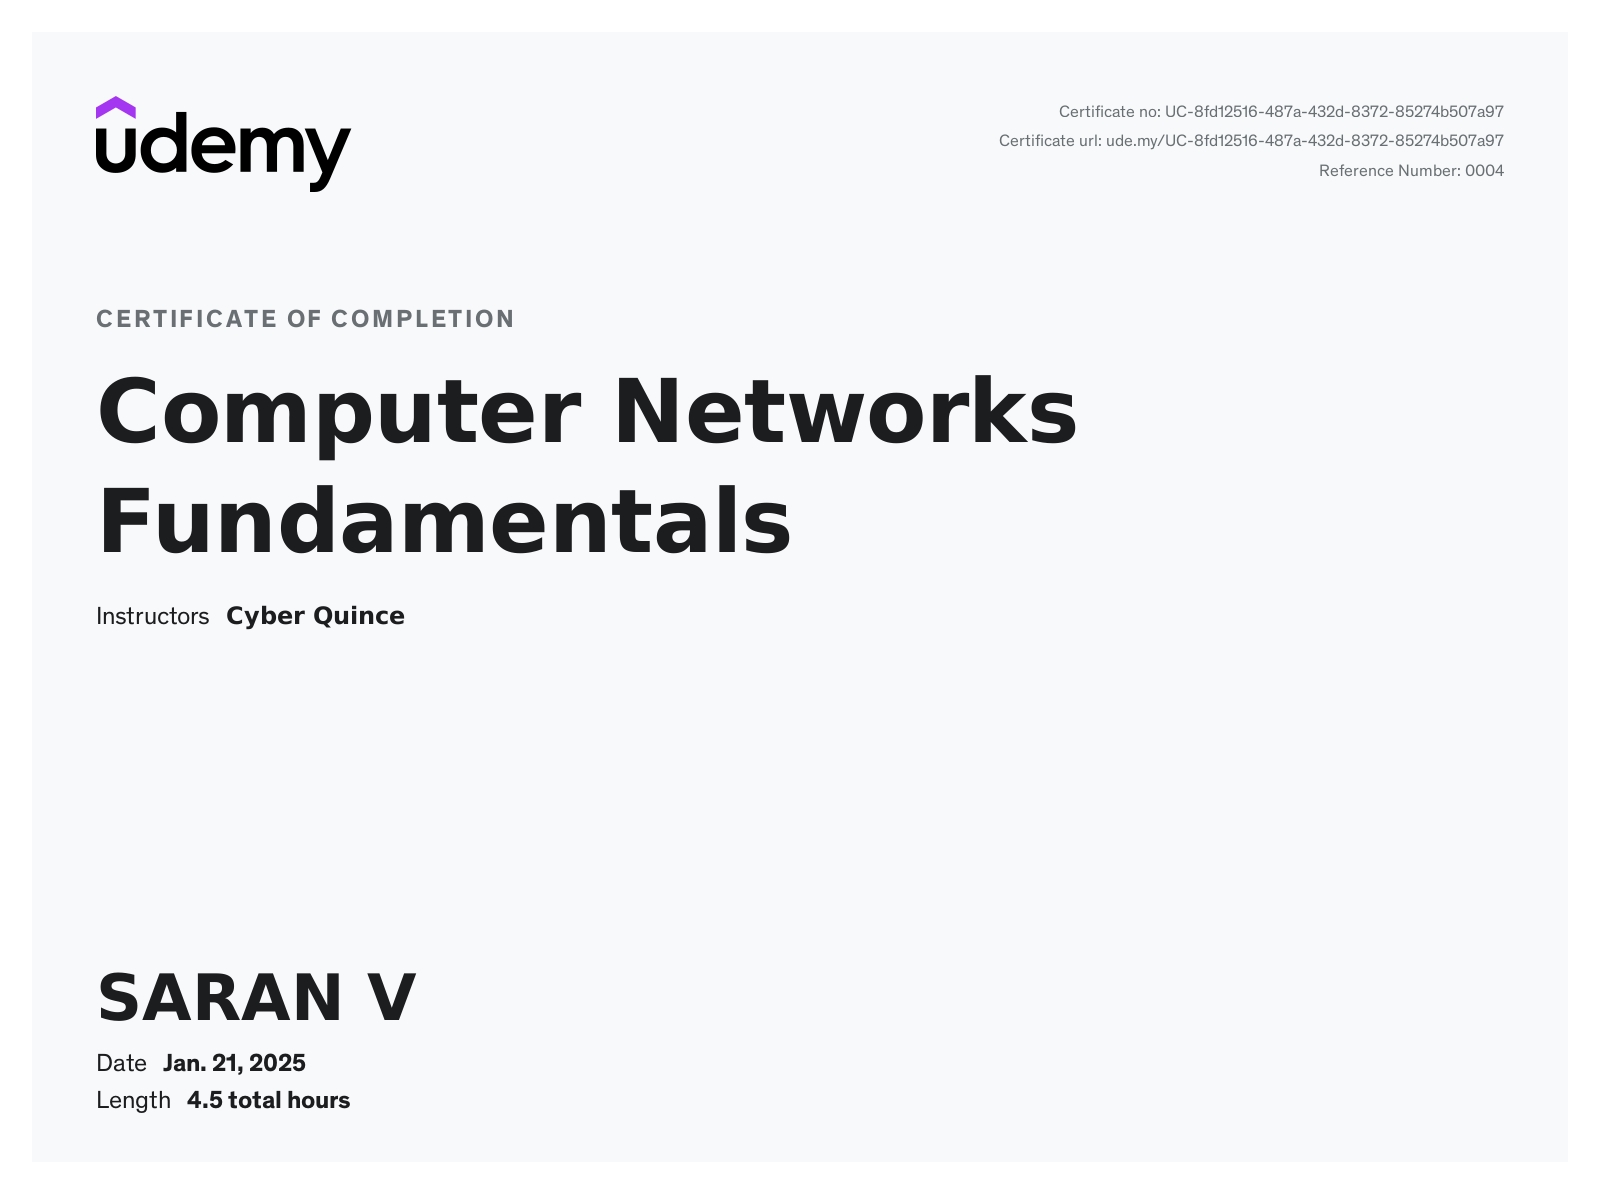 udemy
Certificate no: UC-8fd12516-487a-432d-8372-85274b507a97
Certificate url: ude.my/UC-8fd12516-487a-432d-8372-85274b507a97
Reference Number: 0004
CERTIFICATE OF COMPLETION
Computer Networks
Fundamentals
Instructors Cyber Quince
SARAN V
Date Jan. 21, 2025
Length 4.5 total hours